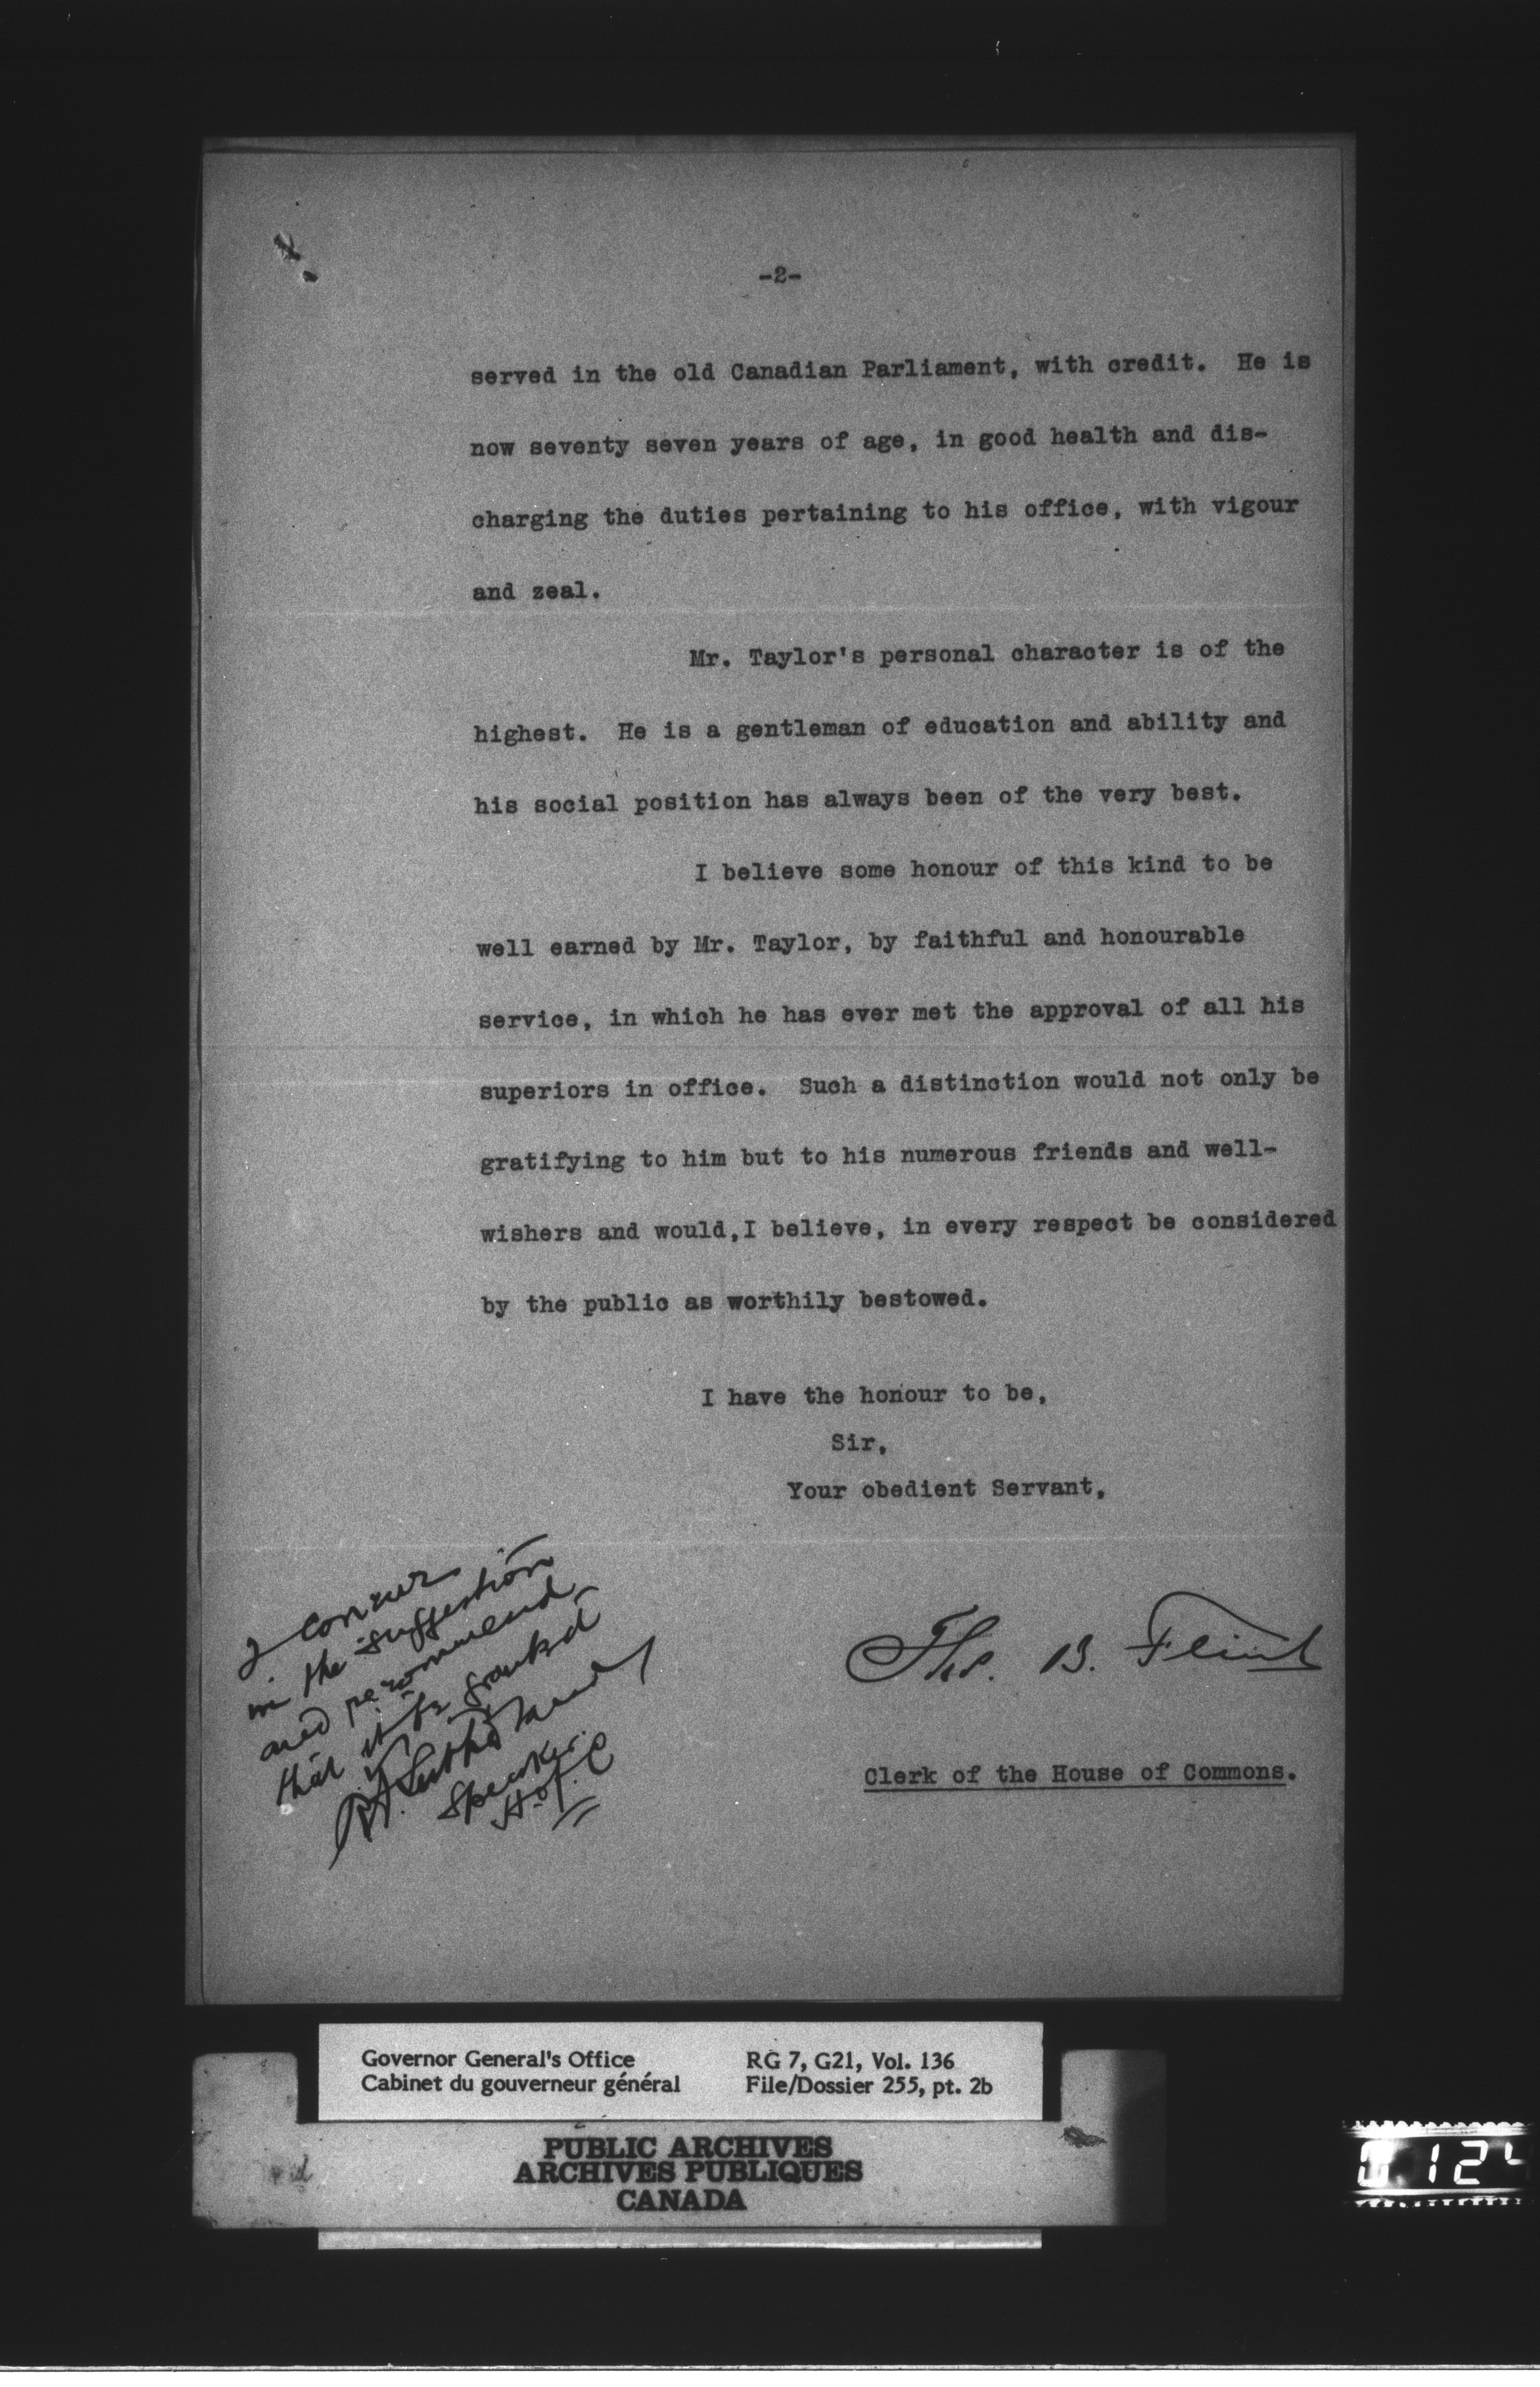 -2-
served in the old Canadian Parliament, with credit. He is
now seventy seven years of age, in good health and dis-
charging the duties pertaining to his office, with vigour
and zeal.
Mr. Taylor's personal character is of the
highest. He is a gentleman of education and ability and
his social position has always been of the very best.
I believe some honour of this kind to be
well earned by Mr. Taylor, by faithful and honourable
service, in which he has ever met the approval of all his
superiors in office. Such a distinction would not only be
gratifying to him but to his numerous friends and well-
wishers and would,I believe, in every respect be considered
by the public as worthily bestowed.
I have the honour to be,
Sir,
Your obedient Servant,
Thos. B. Flint
Clerk of the House of Commons.
I concur
in the suggestion
and recommend
that it be granted
R.F. Sutherland
Speaker
H of C
Governor General's Office
Cabinet du gouverneur général
RG 7, G21, Vol. 136
File/Dossier 255, pt. 2b
PUBLIC ARCHIVES
ARCHIVES PUBLIQUES
CANADA
124